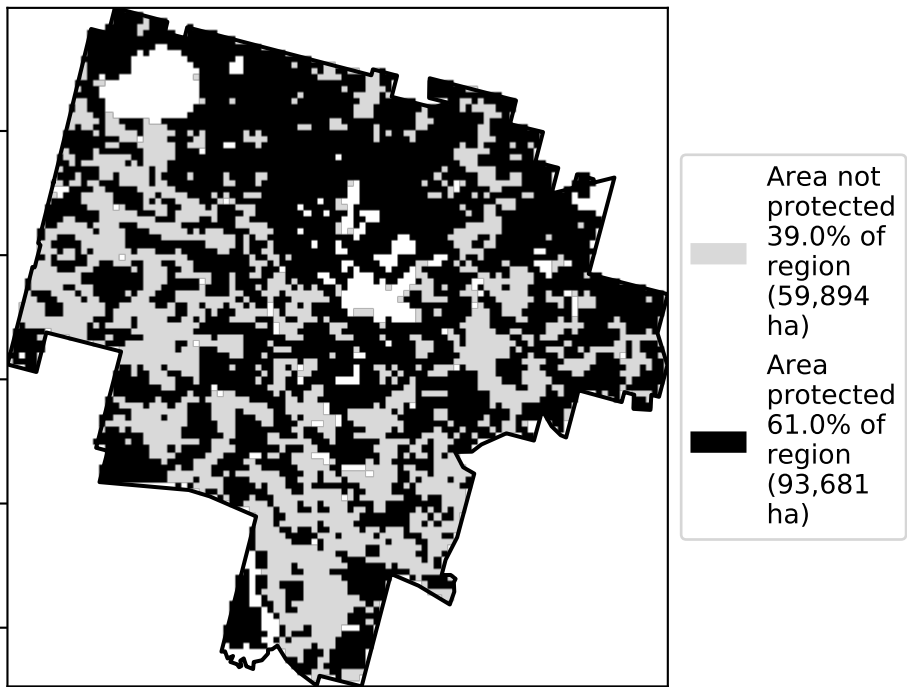 Area not
protected
39.0% of
region
(59,894
ha)
Area
protected
61.0% of
region
(93,681
ha)